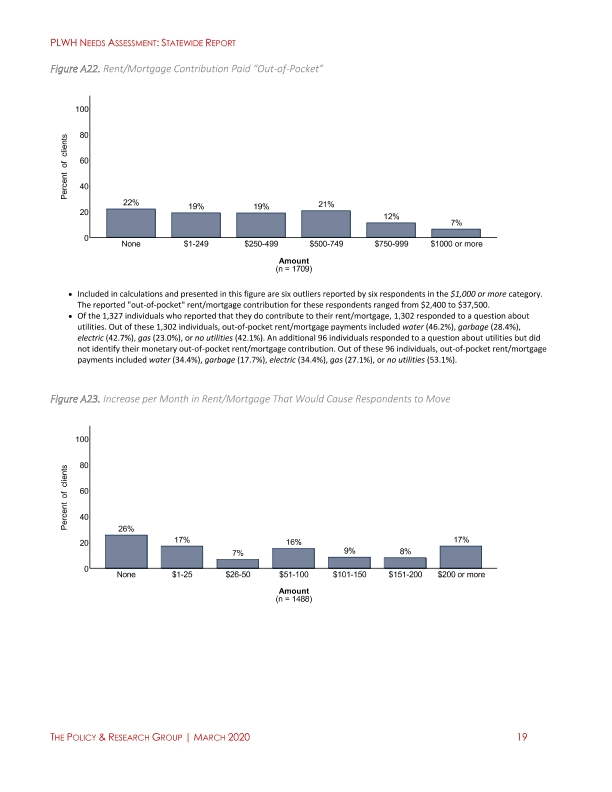 PLWH NEEDS ASSESSMENT: STATEWIDE REPORT
Figure A22. Rent/Mortgage Contribution Paid “Out-of-Pocket”
Percent of clients
100
80
60
40
20
0
22%
19%
19%
21%
12%
7%
None $1-249 $250-499 $500-749 $750-999 $1000 or more
Amount
(n = 1709)
• Included in calculations and presented in this figure are six outliers reported by six respondents in the $1,000 or more category.
The reported "out-of-pocket" rent/mortgage contribution for these respondents ranged from $2,400 to $37,500.
• Of the 1,327 individuals who reported that they do contribute to their rent/mortgage, 1,302 responded to a question about
utilities. Out of these 1,302 individuals, out-of-pocket rent/mortgage payments included water (46.2%), garbage (28.4%),
electric (42.7%), gas (23.0%), or no utilities (42.1%). An additional 96 individuals responded to a question about utilities but did
not identify their monetary out-of-pocket rent/mortgage contribution. Out of these 96 individuals, out-of-pocket rent/mortgage
payments included water (34.4%), garbage (17.7%), electric (34.4%), gas (27.1%), or no utilities (53.1%).
Figure A23. Increase per Month in Rent/Mortgage That Would Cause Respondents to Move
Percent of clients
100
80
60
40
20
0
26%
17%
7%
16%
9%
8%
17%
None $1-25 $26-50 $51-100 $101-150 $151-200 $200 or more
Amount
(n = 1488)
THE POLICY & RESEARCH GROUP | MARCH 2020 19